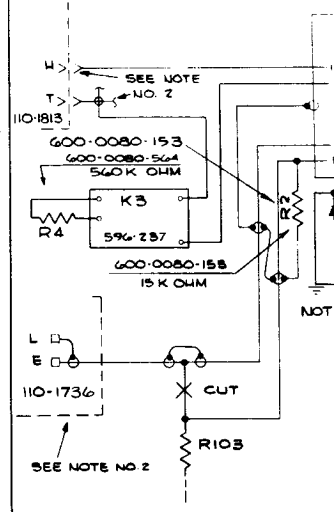 H
SEE NOTE
NO. 2
T
110-1813
600-0080-153
600-0080-564
560K OHM
K3
R4
R2
596-237
600-0080-153
15K OHM
NOT
L
E
110-1736
CUT
R103
SEE NOTE NO.2